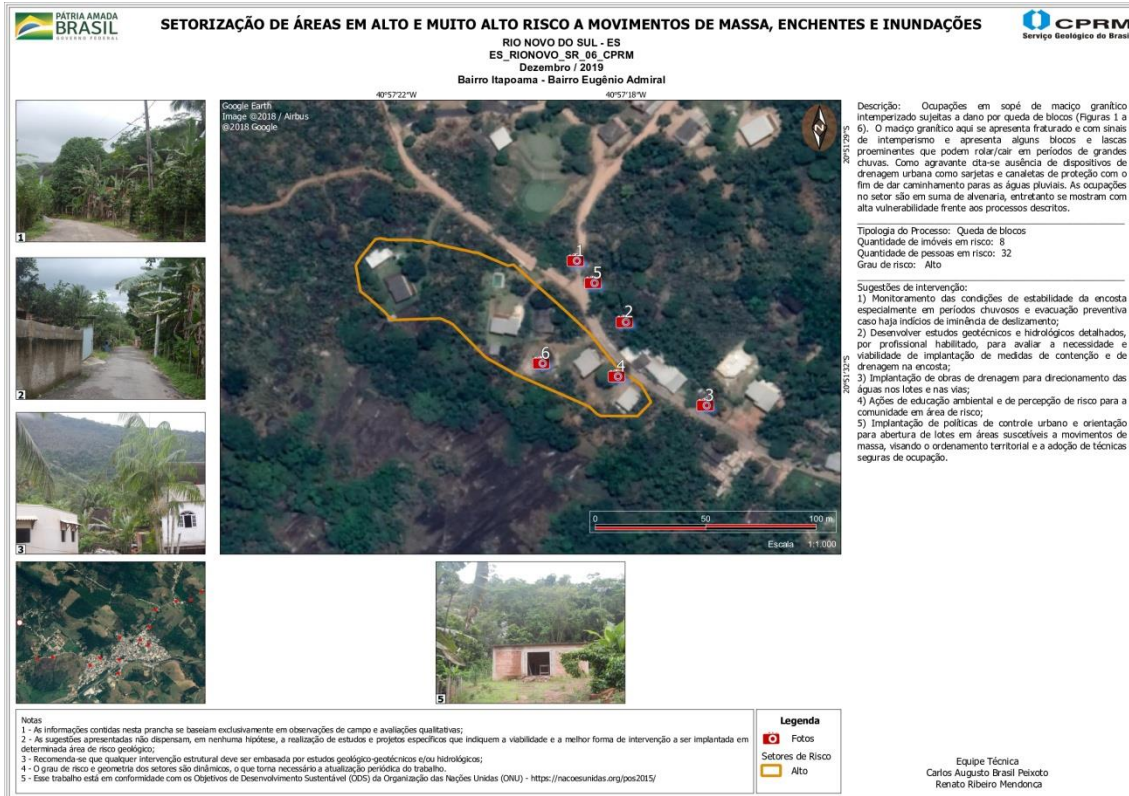 PÁTRIA AMADA
BRASIL
GOVERNO FEDERAL
SETORIZAÇÃO DE ÁREAS EM ALTO E MUITO ALTO RISCO A MOVIMENTOS DE MASSA, ENCHENTES E INUNDAÇÕES
CPRM
Serviço Geológico do Brasil
RIO NOVO DO SUL - ES
ES_RIONOVO_SR_06_CPRM
Dezembro / 2019
Bairro Itapoama - Bairro Eugênio Admiral
40°57'22"W
40°57'18"W
Google Earth
Image @2018 / Airbus
@2018 Google
N
20°51'29"S
20°51'32"S
1
5
2
6
4
3
0 50 100 m
Escala 1:1.000
1
2
3
5
Descrição: Ocupações em sopé de maciço granítico
intemperizado sujeitas a dano por queda de blocos (Figuras 1 a
6). O maciço granítico aqui se apresenta fraturado e com sinais
de intemperismo e apresenta alguns blocos e lascas
proeminentes que podem rolar/cair em períodos de grandes
chuvas. Como agravante cita-se ausência de dispositivos de
drenagem urbana como sarjetas e canaletas de proteção com o
fim de dar caminhamento paras as águas pluviais. As ocupações
no setor são em suma de alvenaria, entretanto se mostram com
alta vulnerabilidade frente aos processos descritos.
Tipologia do Processo: Queda de blocos
Quantidade de imóveis em risco: 8
Quantidade de pessoas em risco: 32
Grau de risco: Alto
Sugestões de intervenção:
1) Monitoramento das condições de estabilidade da encosta
especialmente em períodos chuvosos e evacuação preventiva
caso haja indícios de iminência de deslizamento;
2) Desenvolver estudos geotécnicos e hidrológicos detalhados,
por profissional habilitado, para avaliar a necessidade e
viabilidade de implantação de medidas de contenção e de
drenagem na encosta;
3) Implantação de obras de drenagem para direcionamento das
águas nos lotes e nas vias;
4) Ações de educação ambiental e de percepção de risco para a
comunidade em área de risco;
5) Implantação de políticas de controle urbano e orientação
para abertura de lotes em áreas suscetíveis a movimentos de
massa, visando o ordenamento territorial e a adoção de técnicas
seguras de ocupação.
Notas
1 - As informações contidas nesta prancha se baseiam exclusivamente em observações de campo e avaliações qualitativas;
2 - As sugestões apresentadas não dispensam, em nenhuma hipótese, a realização de estudos e projetos específicos que indiquem a viabilidade e a melhor forma de intervenção a ser implantada em
determinada área de risco geológico;
3 - Recomenda-se que qualquer intervenção estrutural deve ser embasada por estudos geológico-geotécnicos e/ou hidrológicos;
4 - O grau de risco e geometria dos setores são dinâmicos, o que torna necessário a atualização periódica do trabalho.
5 - Esse trabalho está em conformidade com os Objetivos de Desenvolvimento Sustentável (ODS) da Organização das Nações Unidas (ONU) - https://nacoesunidas.org/pos2015/
Legenda
Fotos
Setores de Risco
Alto
Equipe Técnica
Carlos Augusto Brasil Peixoto
Renato Ribeiro Mendonca